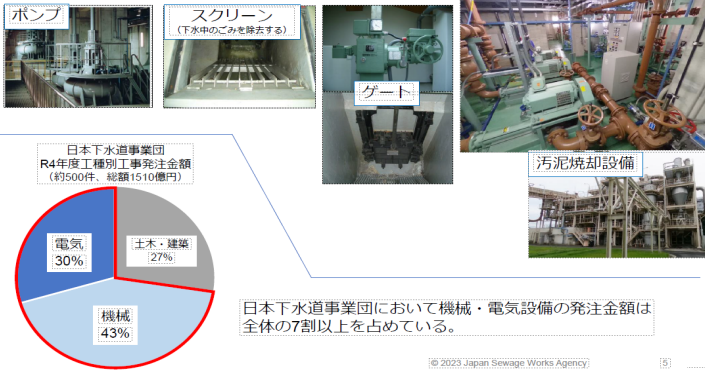 ポンプ
スクリーン
（下水中のごみを除去する）
ゲート
汚泥焼却設備
日本下水道事業団
R4年度工種別工事発注金額
（約500件、総額1510億円）
電気
30%
土木・建築
27%
機械
43%
日本下水道事業団において機械・電気設備の発注金額は
全体の7割以上を占めている。
© 2023 Japan Sewage Works Agency
5